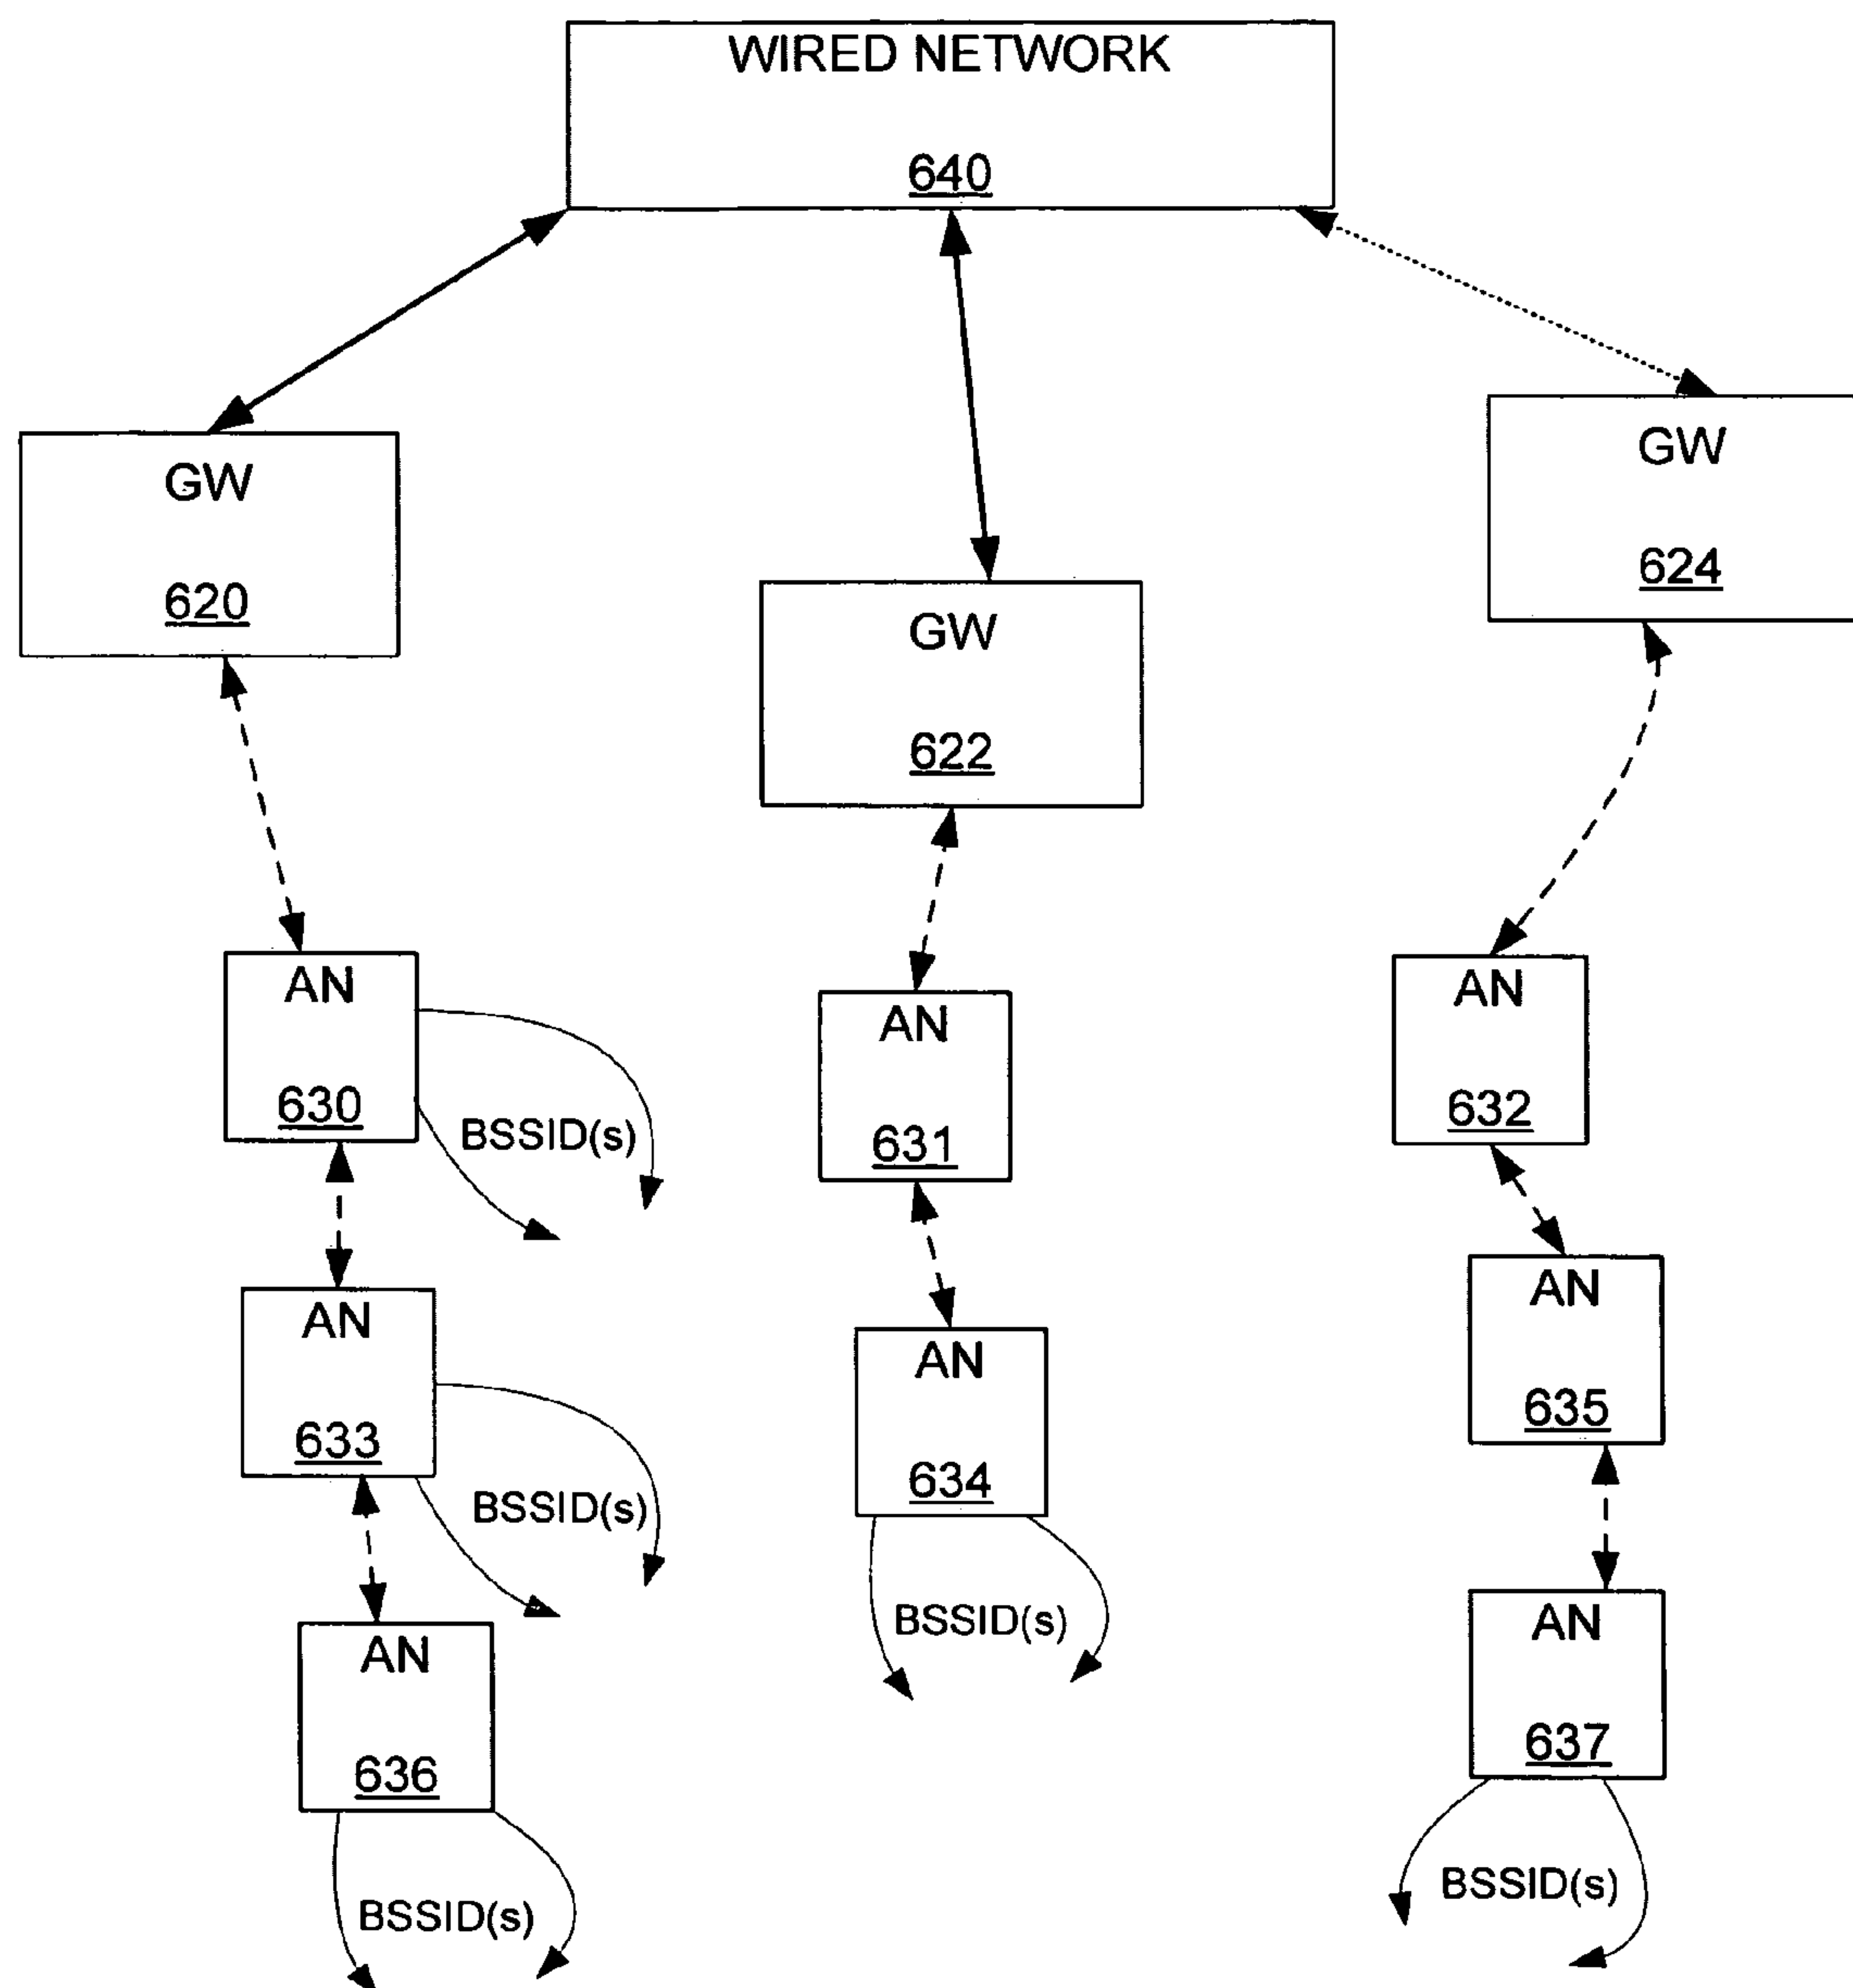 WIRED NETWORK
640
GW
620
GW
622
GW
624
AN
630
BSSID(s)
AN
631
AN
632
AN
633
BSSID(s)
AN
634
BSSID(s)
AN
635
AN
636
BSSID(s)
AN
637
BSSID(s)